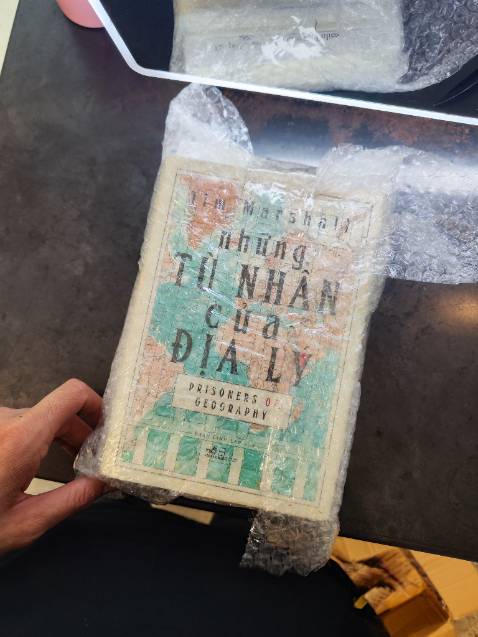 Tim Marshall
những
TÙ NHÂN
của
ĐỊA LÝ
PRISONERS OF
GEOGRAPHY